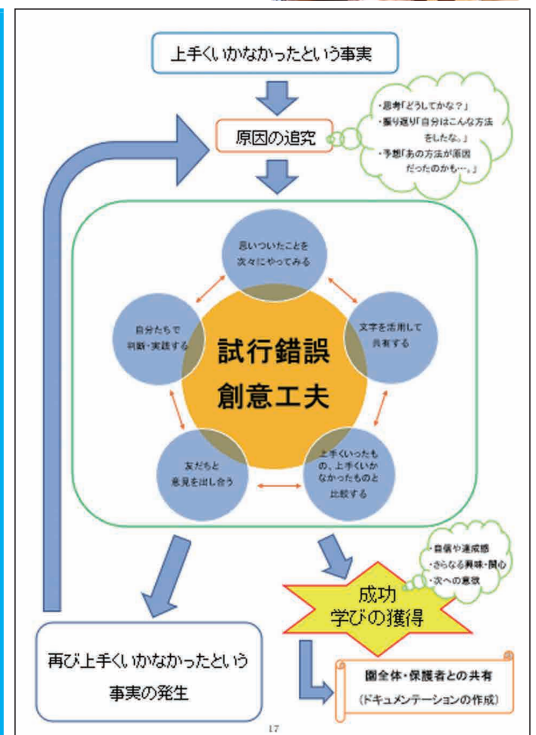 上手くいかなかったという事実
原因の追究
・思考「どうしてかな？」
・振り返り「自分はこんな方法
をしたな。」
・予想「あの方法が原因
だったのかも…。」
思いついたことを
次々にやってみる
自分たちで
判断・実践する
文字を活用して
共有する
試行錯誤
創意工夫
友だちと
意見を出し合う
上手くいったも
の、上手くいか
なかったものと
比較する
・自信や達成感
・さらなる興味・関心
・次への意欲
成功
学びの獲得
再び上手くいかなかったという
事実の発生
園全体・保護者との共有
(ドキュメンテーションの作成)
17